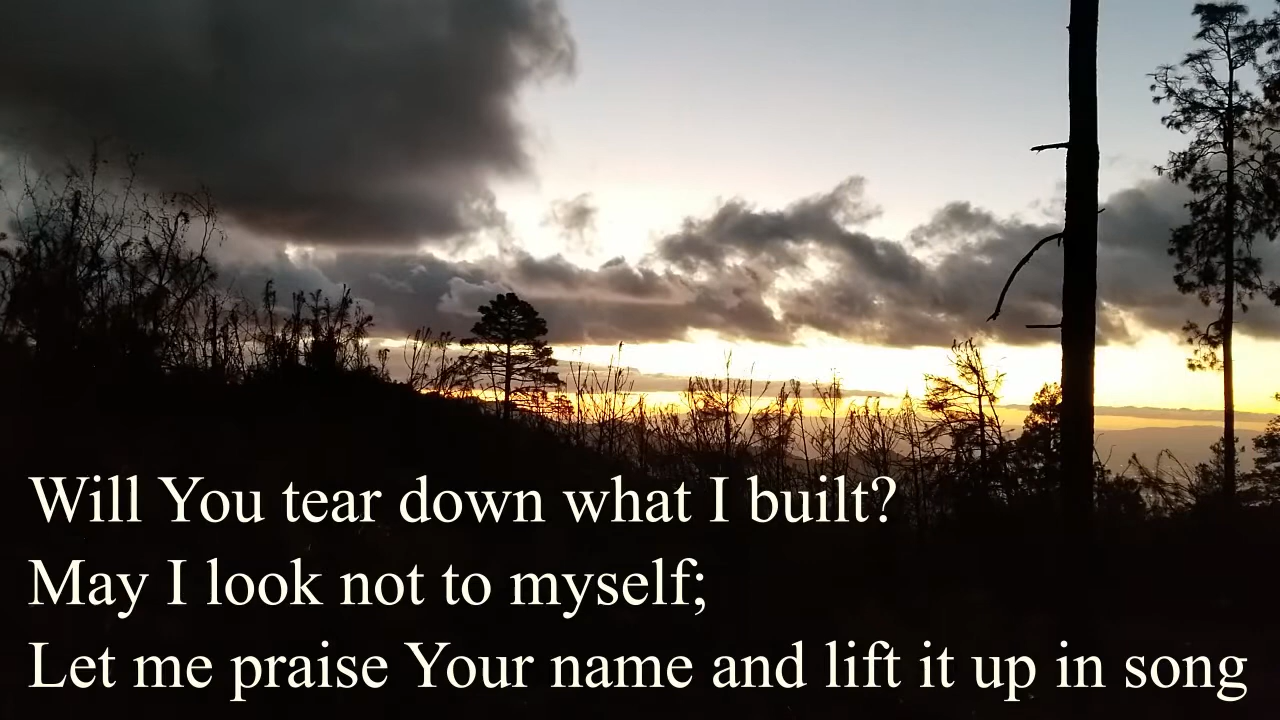 Will You tear down what I built?
May I look not to myself;
Let me praise Your name and lift it up in song